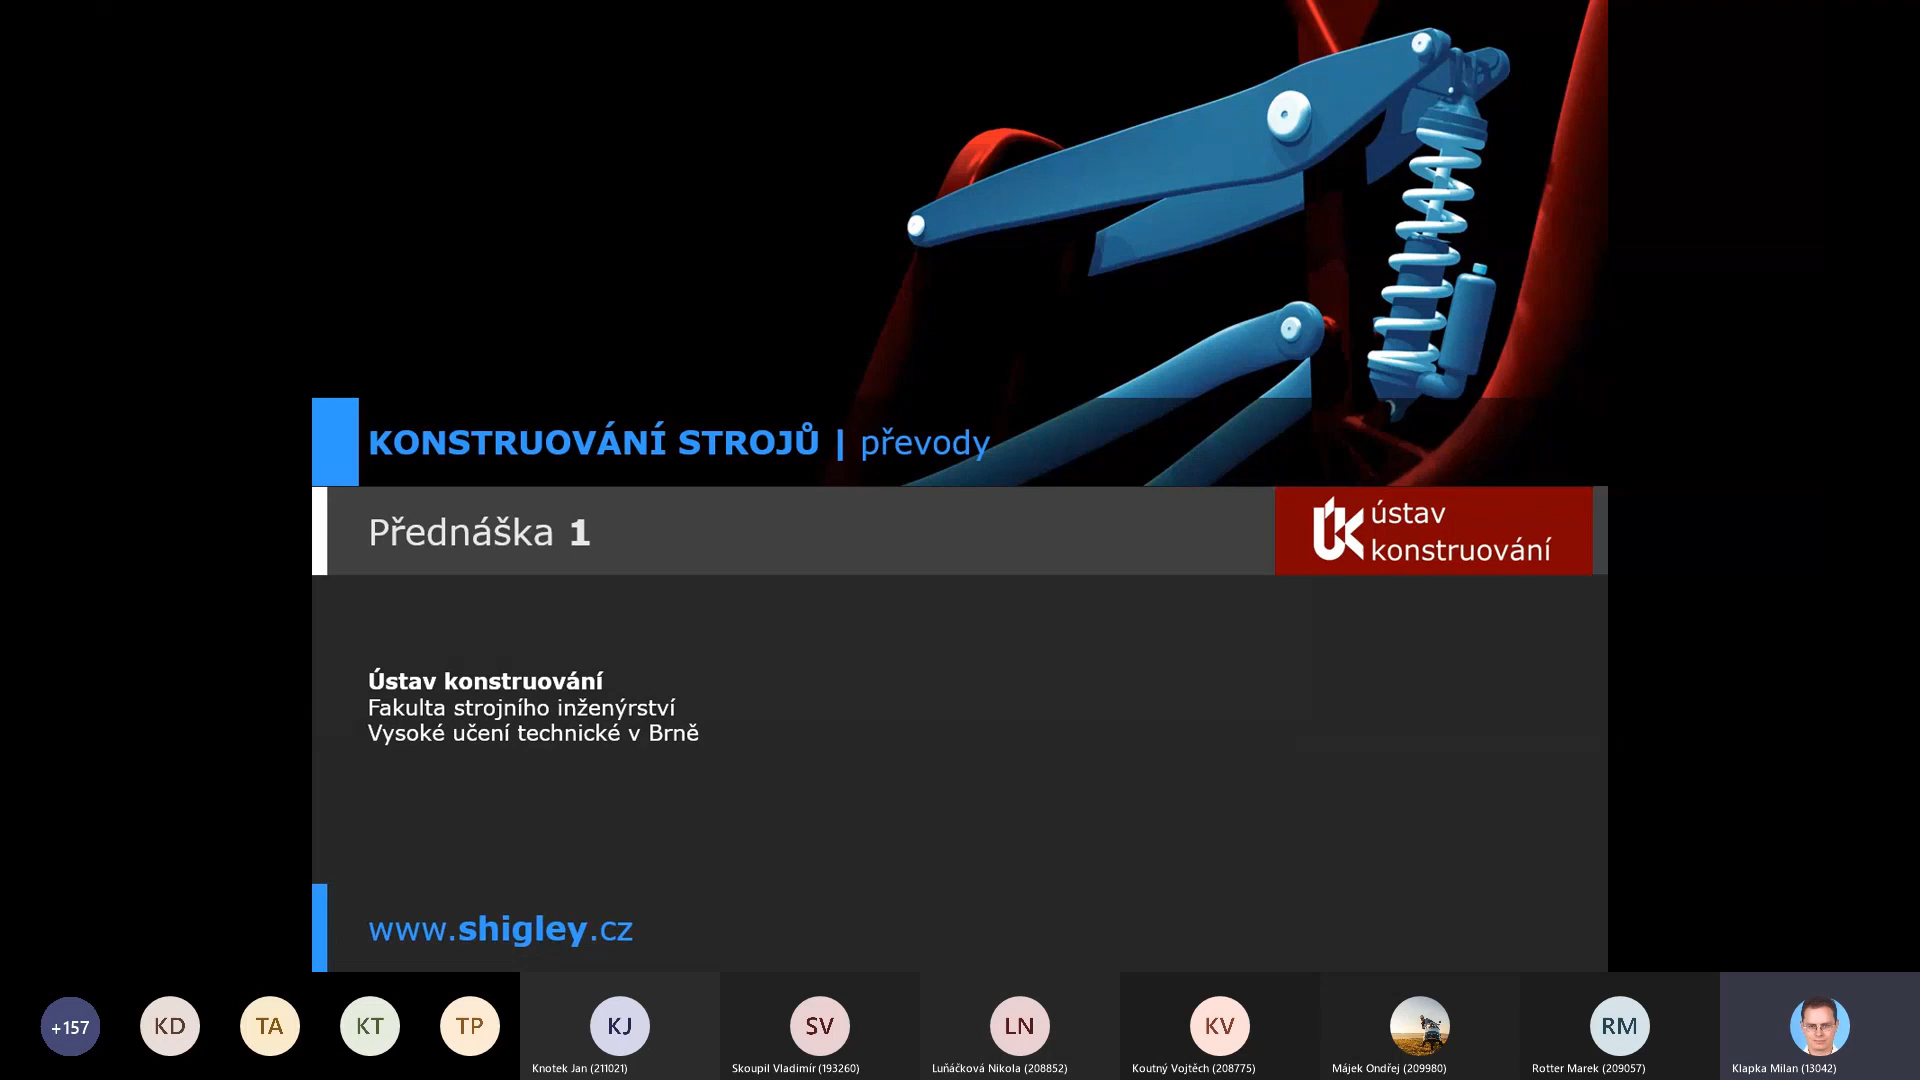 KONSTRUOVÁNÍ STROJŮ | převody
Přednáška 1
ÚK ústav
konstruování
Ústav konstruování
Fakulta strojního inženýrství
Vysoké učení technické v Brně
www.shigley.cz
+157
KD
TA
KT
TP
KJ
SV
LN
KV
RM
Knotek Jan (211021)
Skoupil Vladimír (193260)
Luňáčková Nikola (208852)
Koutný Vojtěch (208775)
Májek Ondřej (209980)
Rotter Marek (209057)
Klapka Milan (13042)